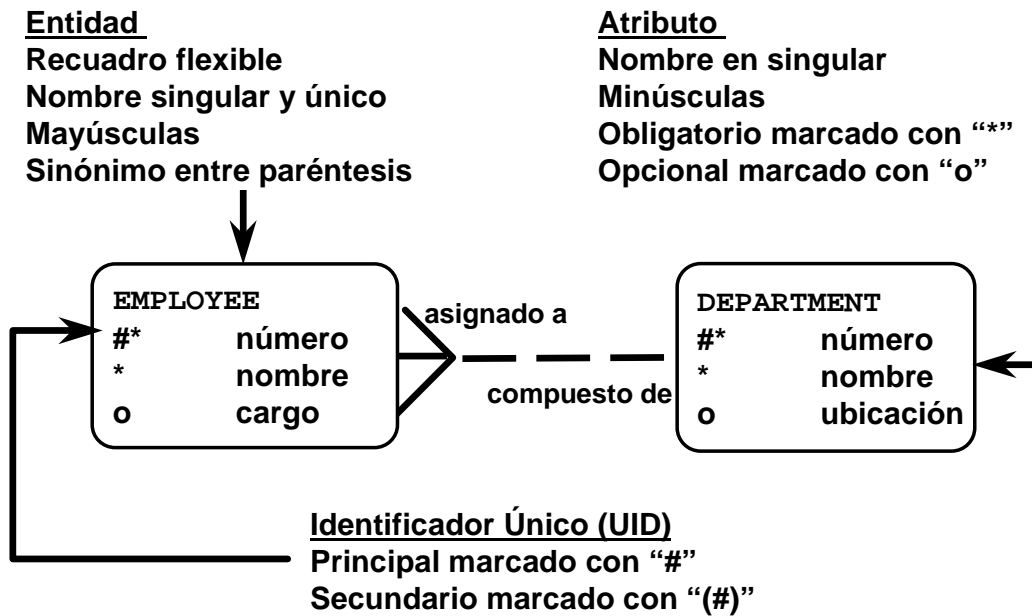 Entidad
Recuadro flexible
Nombre singular y único
Mayúsculas
Sinónimo entre paréntesis
Atributo
Nombre en singular
Minúsculas
Obligatorio marcado con “*”
Opcional marcado con “o”
EMPLOYEE
#* número
* nombre
o cargo
asignado a
compuesto de
DEPARTMENT
#* número
* nombre
o ubicación
Identificador Único (UID)
Principal marcado con “#”
Secundario marcado con “(#)”